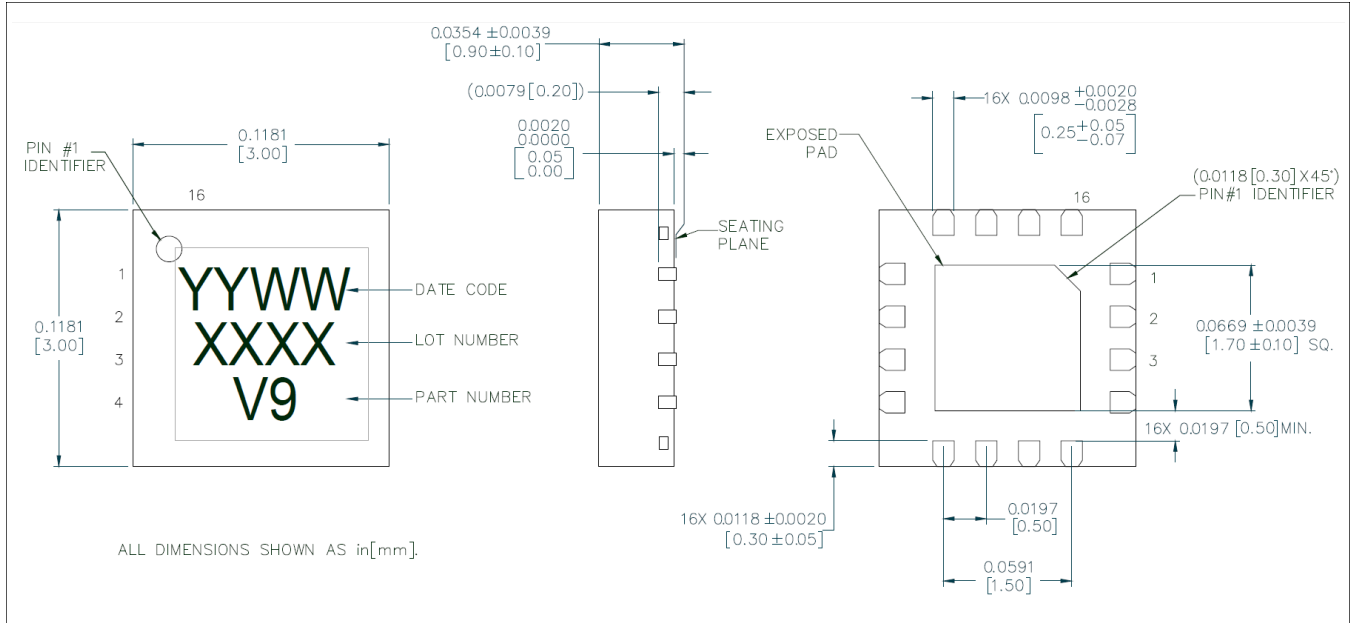 PIN #1
IDENTIFIER
0.1181
[3.00]
16
1
2
3
4
0.1181
[3.00]
YYWW
XXXX
V9
DATE CODE
LOT NUMBER
PART NUMBER
ALL DIMENSIONS SHOWN AS in[mm].
0.0354 ±0.0039
[0.90±0.10]
(0.0079[0.20])
0.0020
0.0000
[0.05
0.00]
SEATING
PLANE
16X 0.0098 +0.0020
-0.0028
[0.25+0.05
-0.07]
EXPOSED
PAD
(0.0118[0.30]X45°)
PIN#1 IDENTIFIER
16
1
2
3
0.0669 ±0.0039
[1.70±0.10] SQ.
16X 0.0197 [0.50]MIN.
16X 0.0118 ±0.0020
[0.30±0.05]
0.0197
[0.50]
0.0591
[1.50]